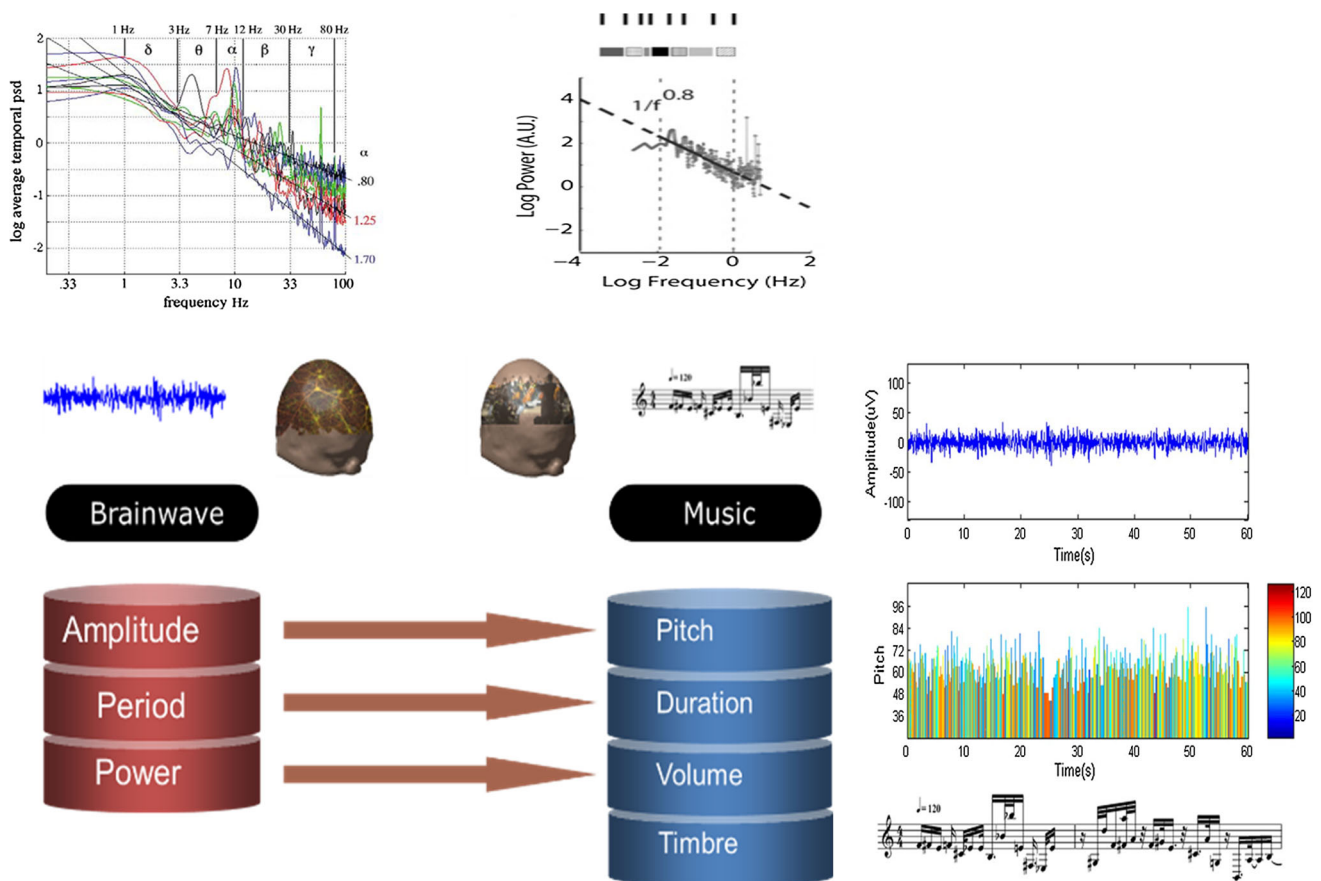 1 Hz 3 Hz 7 Hz 12 Hz 30 Hz 80 Hz
δ θ α β γ
2
1
0
-1
-2
log average temporal psd
α
.80
1.25
1.70
.33 1 3.3 10 33 100
frequency Hz
1/f^0.8
4
2
0
−2
Log Power (A.U.)
−4 −2 0 2
Log Frequency (Hz)
Brainwave
♩=120
Music
Amplitude
Period
Power
Pitch
Duration
Volume
Timbre
100
50
0
-50
-100
Amplitude(uV)
0 10 20 30 40 50 60
Time(s)
96
84
72
60
48
36
Pitch
0 10 20 30 40 50 60
Time(s)
120
100
80
60
40
20
♩=120